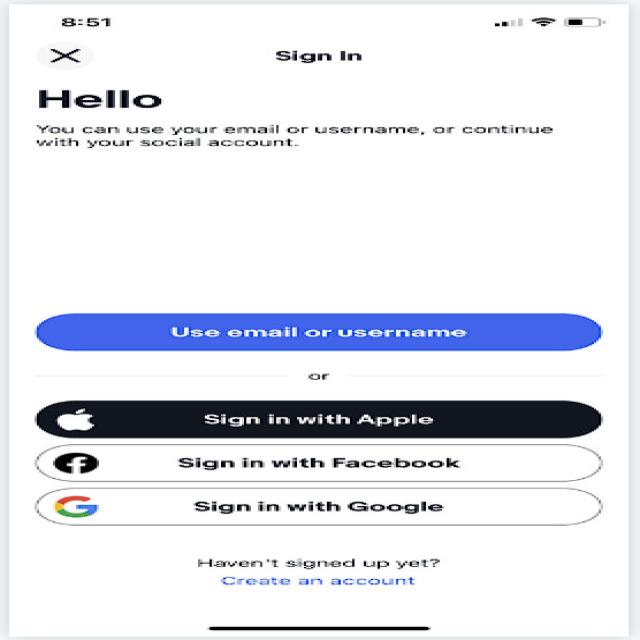 8:51
Sign In
Hello
You can use your email or username, or continue
with your social account.
Use email or username
or
Sign in with Apple
Sign in with Facebook
Sign in with Google
Haven't signed up yet?
Create an account